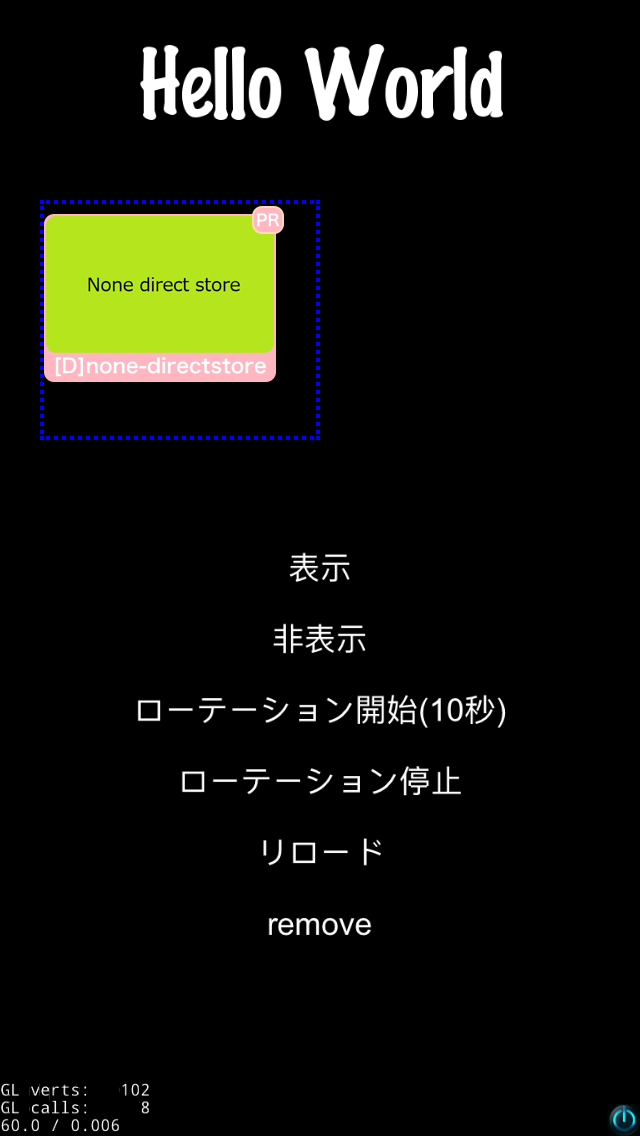 Hello World
PR
None direct store
[D]none-directstore
表示
非表示
ローテーション開始(10秒)
ローテーション停止
リロード
remove
GL verts: 102
GL calls: 8
60.0 / 0.006